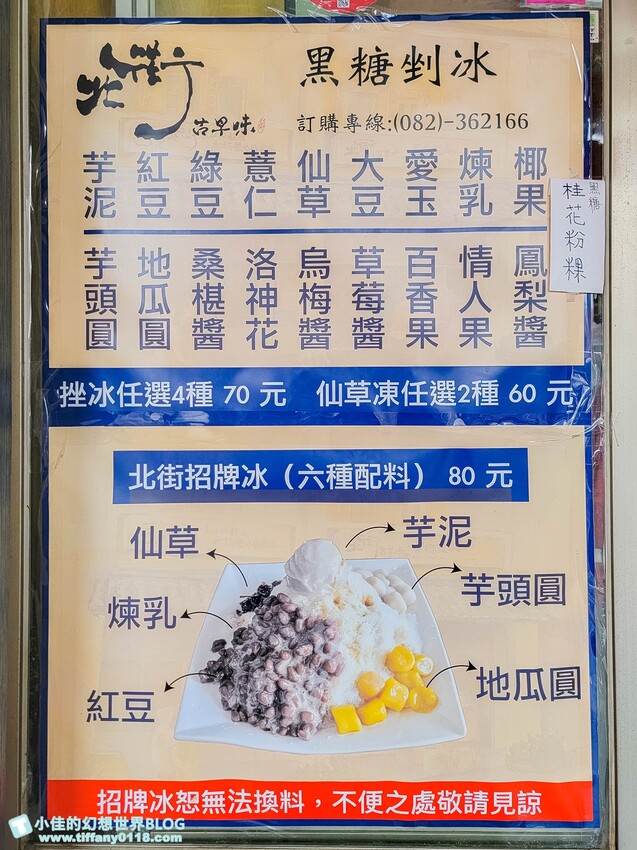 北街
古早味
黑糖剉冰
訂購專線:(082)-362166
芋泥 紅豆 綠豆 薏仁 仙草 大豆 愛玉 煉乳 椰果
芋頭圓 地瓜圓 桑椹醬 洛神花 烏梅醬 草莓醬 百香果 情人果 鳳梨醬
黑糖
桂花粉粿
挫冰任選4種 70 元 仙草凍任選2種 60 元
北街招牌冰（六種配料） 80 元
仙草
芋泥
煉乳
芋頭圓
紅豆
地瓜圓
招牌冰恕無法換料，不便之處敬請見諒
小佳的幻想世界BLOG
www.tiffany0118.com